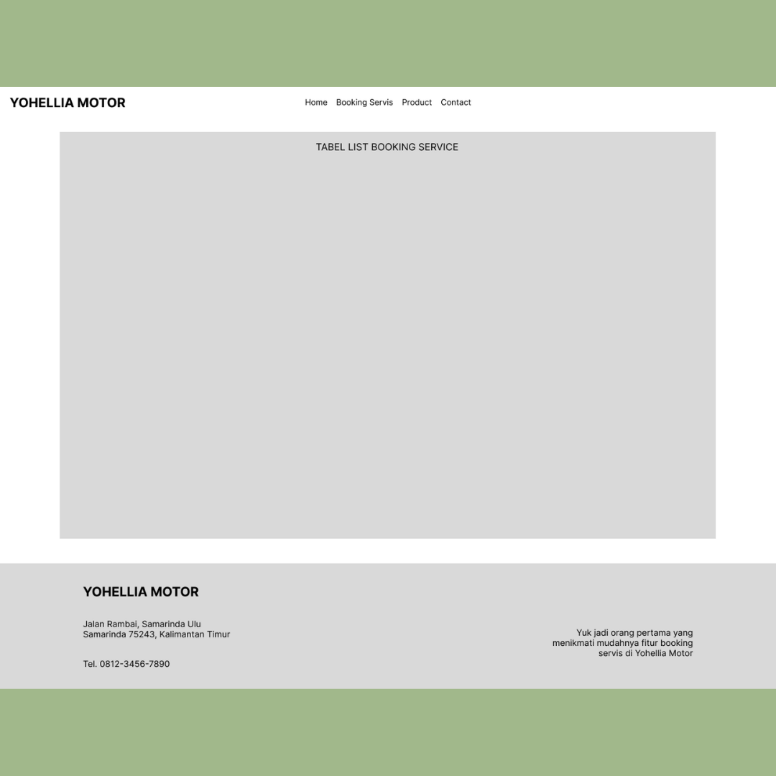 YOHELLIA MOTOR
Home Booking Servis Product Contact
TABEL LIST BOOKING SERVICE
YOHELLIA MOTOR
Jalan Rambai, Samarinda Ulu
Samarinda 75243, Kalimantan Timur
Tel. 0812-3456-7890
Yuk jadi orang pertama yang
menikmati mudahnya fitur booking
servis di Yohellia Motor